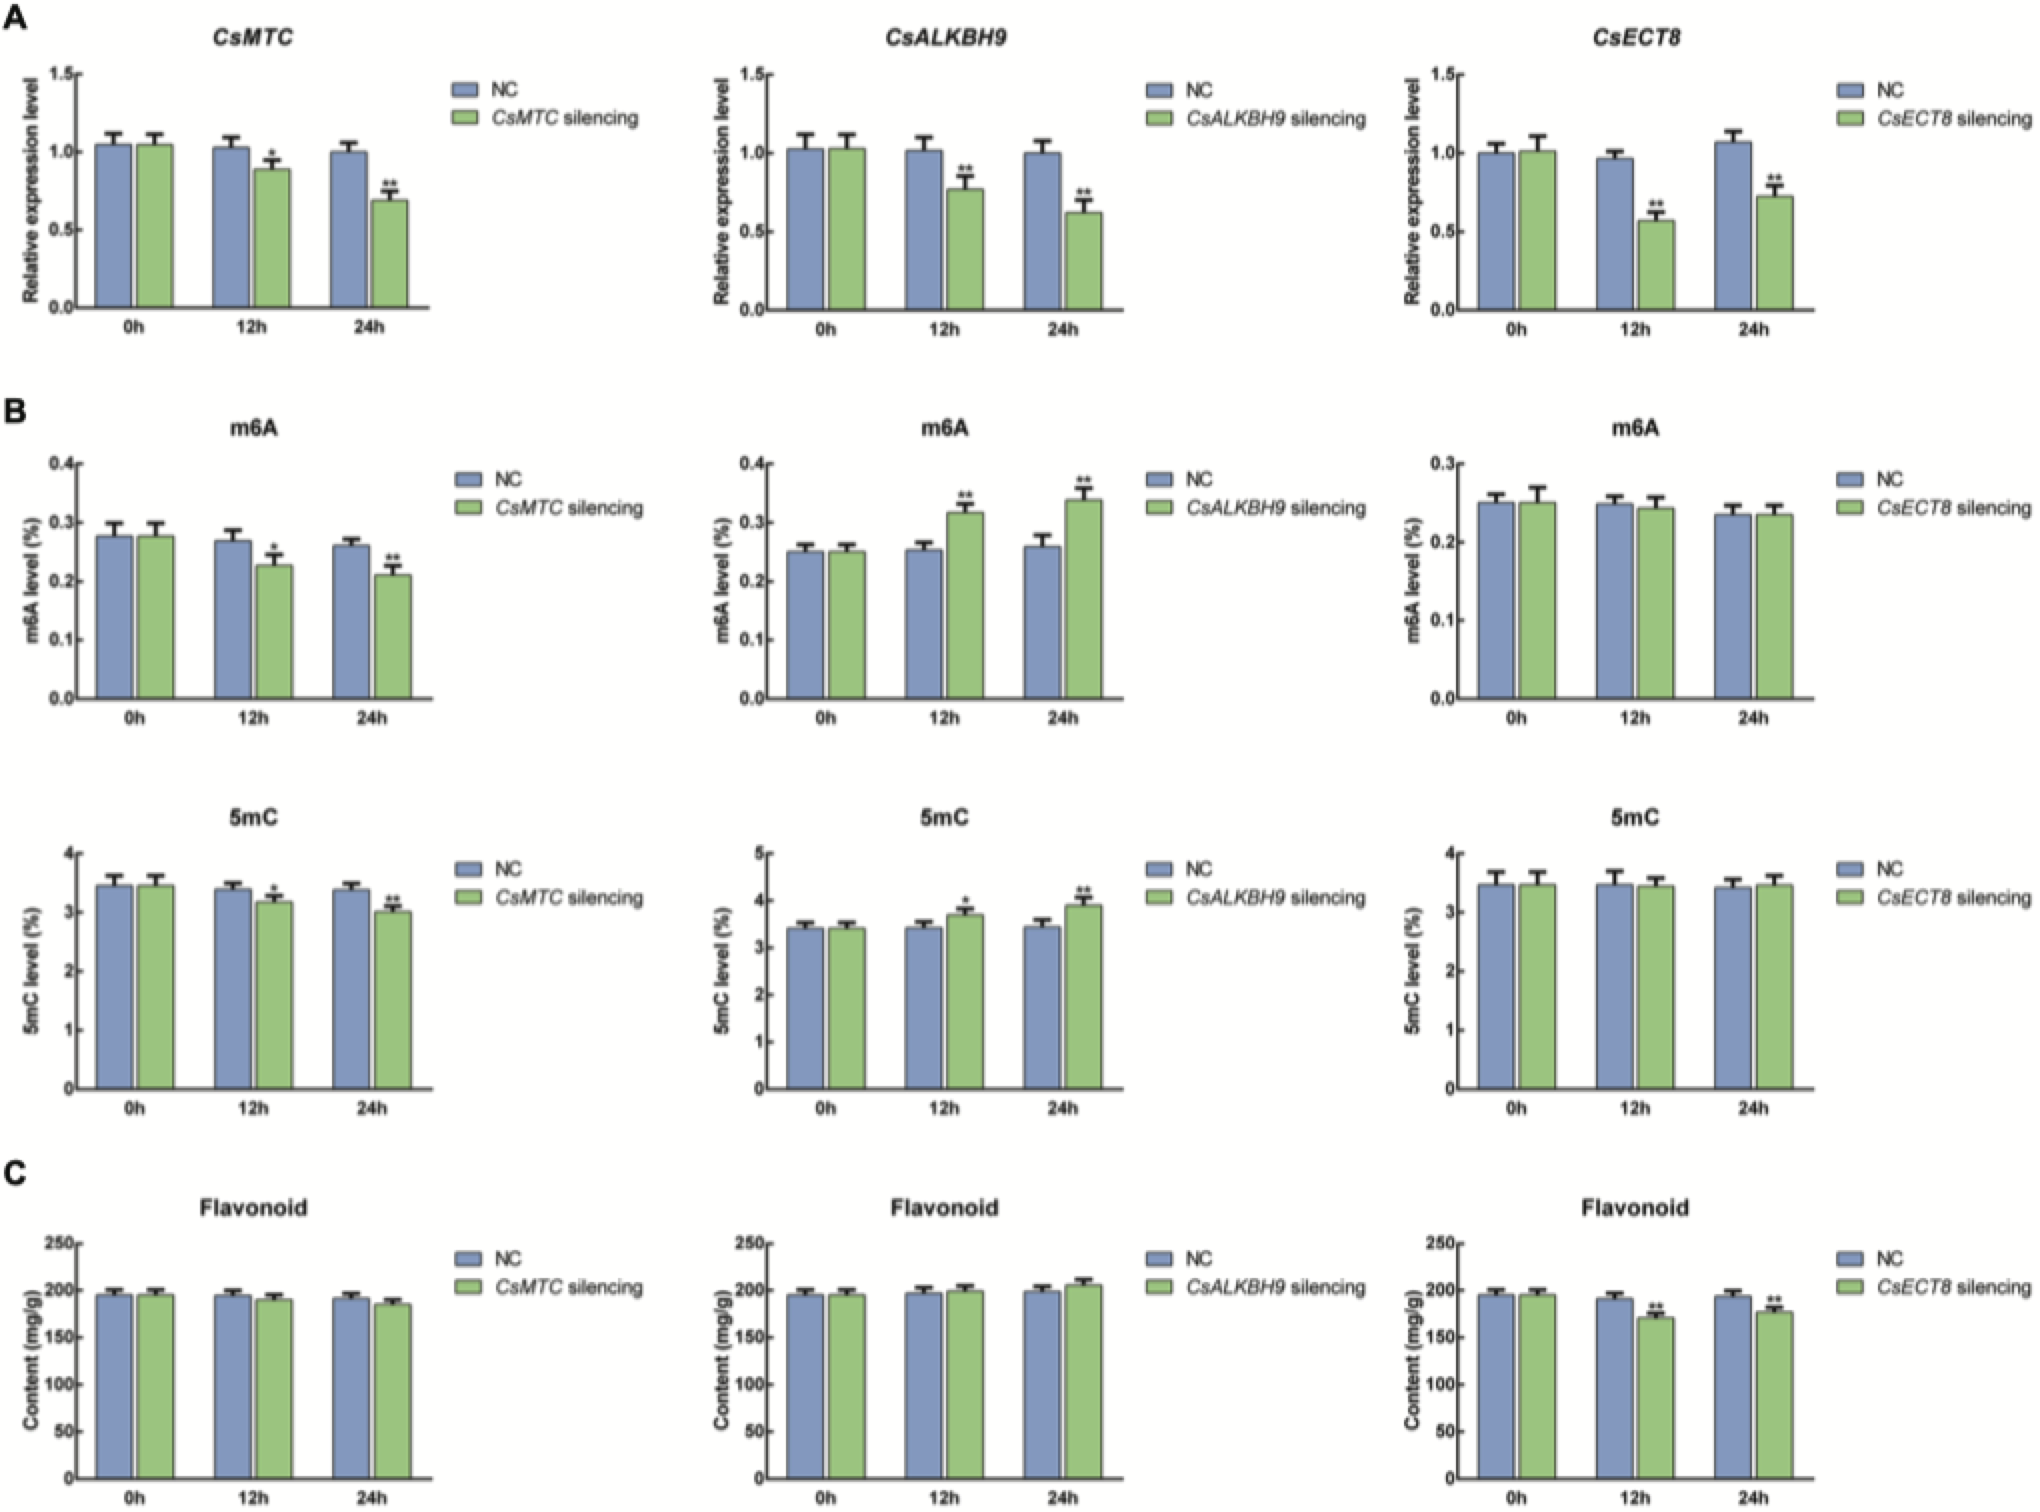 A
CsMTC
Relative expression level
1.5
1.0
0.5
0.0
*
**
0h 12h 24h
NC
CsMTC silencing
CsALKBH9
Relative expression level
1.5
1.0
0.5
0.0
**
**
0h 12h 24h
NC
CsALKBH9 silencing
CsECT8
Relative expression level
1.5
1.0
0.5
0.0
**
**
0h 12h 24h
NC
CsECT8 silencing
B
m6A
m6A level (%)
0.4
0.3
0.2
0.1
0.0
*
**
0h 12h 24h
NC
CsMTC silencing
m6A
m6A level (%)
0.4
0.3
0.2
0.1
0.0
**
**
0h 12h 24h
NC
CsALKBH9 silencing
m6A
m6A level (%)
0.3
0.2
0.1
0.0
0h 12h 24h
NC
CsECT8 silencing
5mC
5mC level (%)
4
3
2
1
0
*
**
0h 12h 24h
NC
CsMTC silencing
5mC
5mC level (%)
5
4
3
2
1
0
*
**
0h 12h 24h
NC
CsALKBH9 silencing
5mC
5mC level (%)
4
3
2
1
0
0h 12h 24h
NC
CsECT8 silencing
C
Flavonoid
Content (mg/g)
250
200
150
100
50
0
0h 12h 24h
NC
CsMTC silencing
Flavonoid
Content (mg/g)
250
200
150
100
50
0
0h 12h 24h
NC
CsALKBH9 silencing
Flavonoid
Content (mg/g)
250
200
150
100
50
0
**
**
0h 12h 24h
NC
CsECT8 silencing